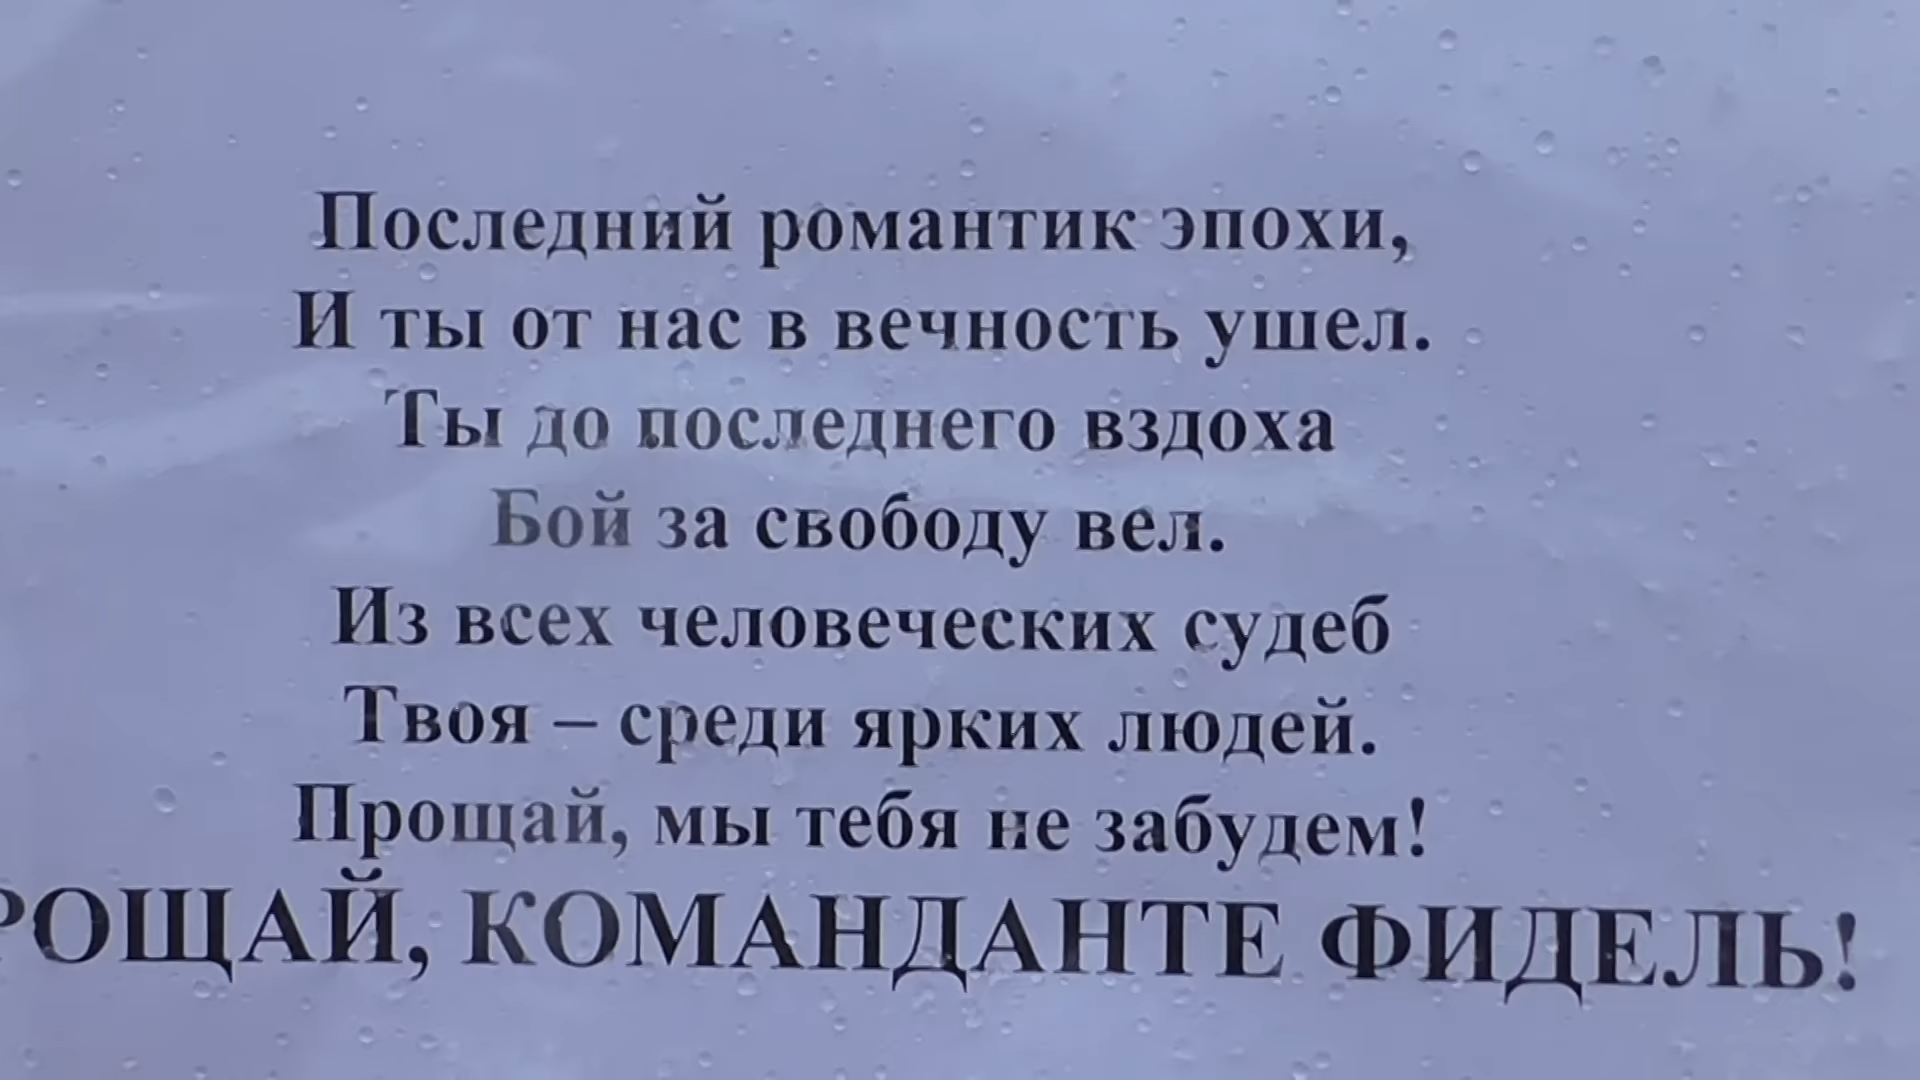 Последний романтик эпохи,
И ты от нас в вечность ушел.
Ты до последнего вздоха
Бой за свободу вел.
Из всех человеческих судеб
Твоя – среди ярких людей.
Прощай, мы тебя не забудем!
РОЩАЙ, КОМАНДАНТЕ ФИДЕЛЬ!